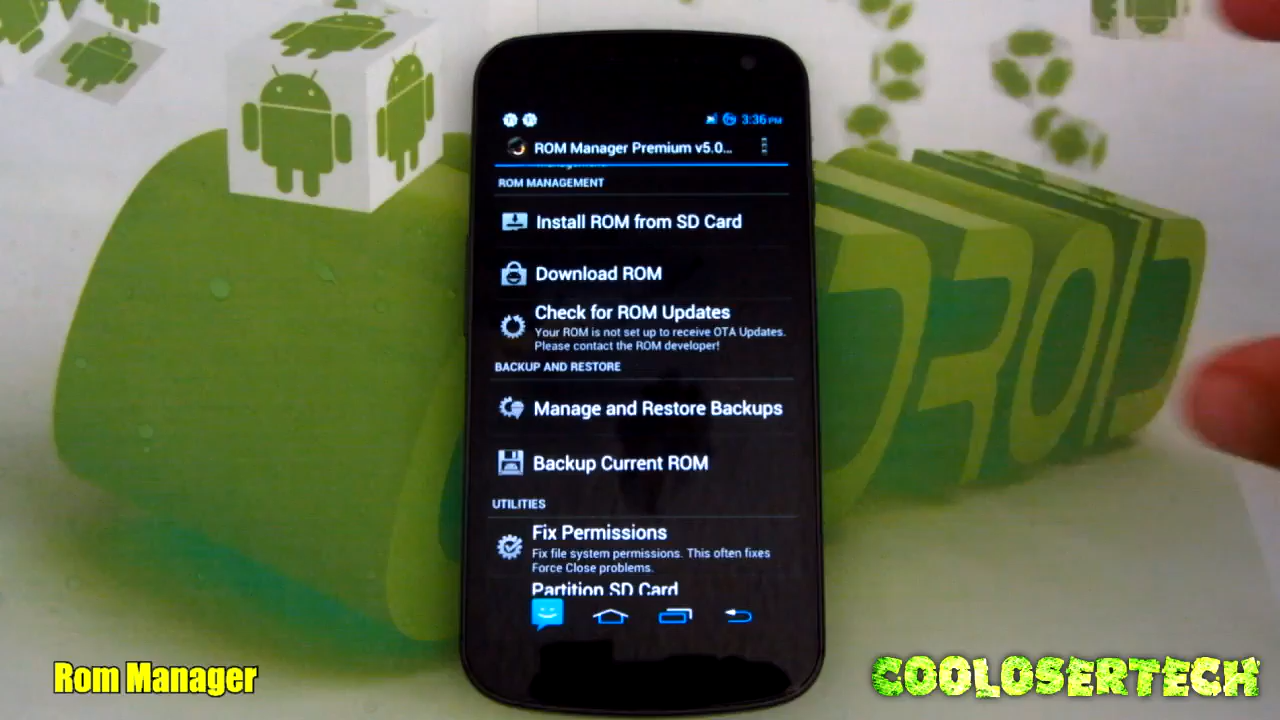 3:36 PM
ROM Manager Premium v5.0...
ROM MANAGEMENT
Install ROM from SD Card
Download ROM
Check for ROM Updates
Your ROM is not set up to receive OTA Updates.
Please contact the ROM developer!
BACKUP AND RESTORE
Manage and Restore Backups
Backup Current ROM
UTILITIES
Fix Permissions
Fix file system permissions. This often fixes
Force Close problems.
Partition SD Card
DROID
Rom Manager
COOLOSERTECH